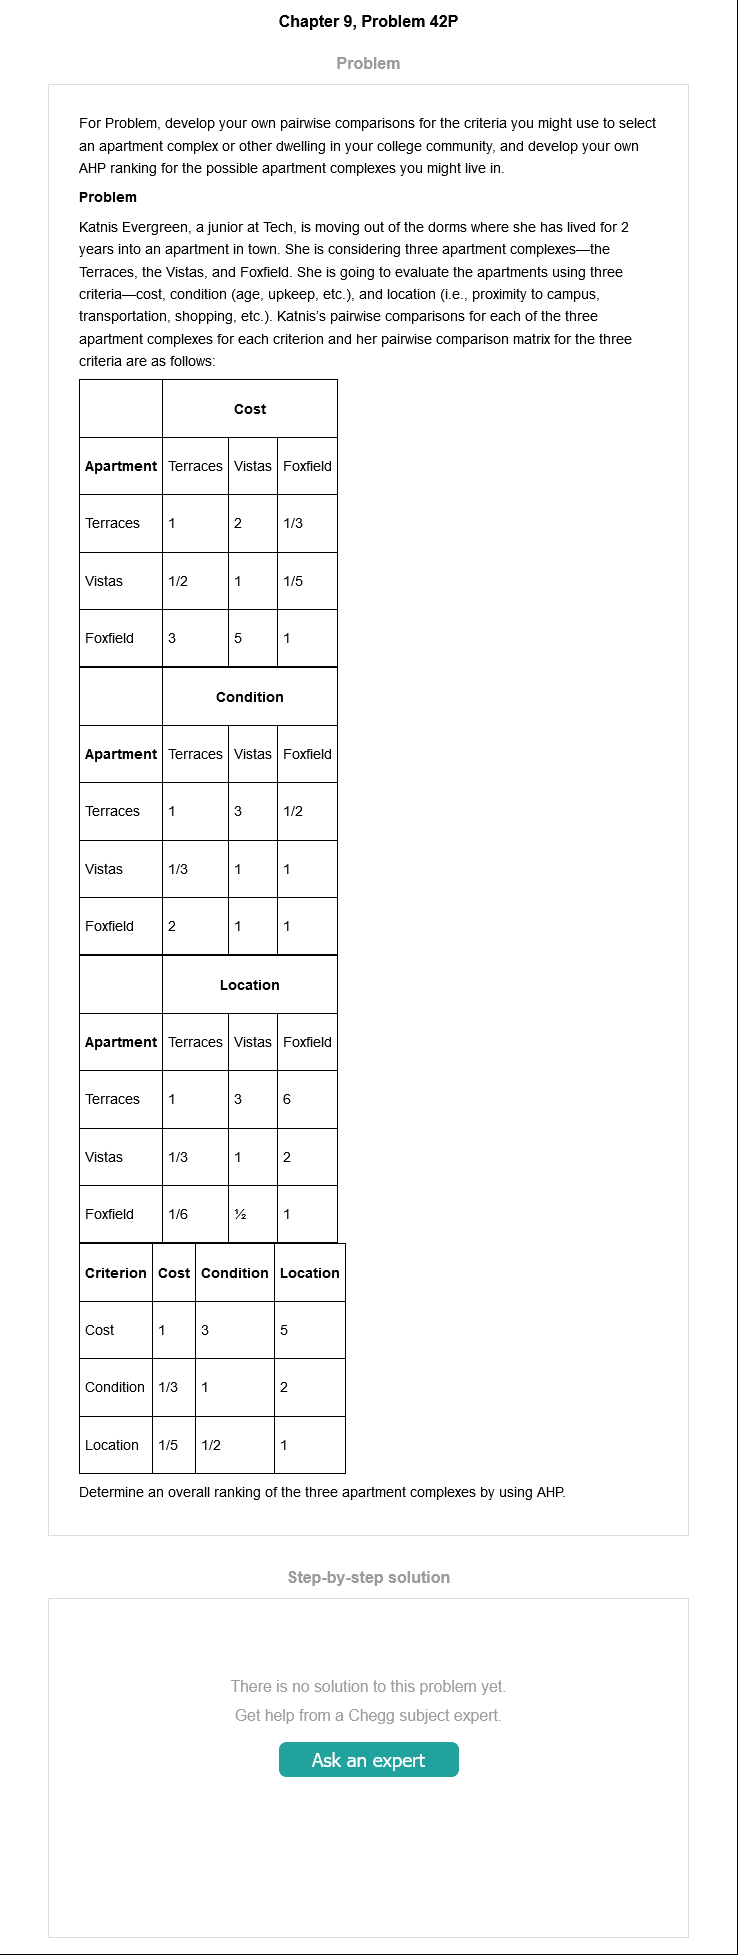 Chapter 9, Problem 42P
Problem
For Problem, develop your own pairwise comparisons for the criteria you might use to select
an apartment complex or other dwelling in your college community, and develop your own
AHP ranking for the possible apartment complexes you might live in.
Problem
Katnis Evergreen, a junior at Tech, is moving out of the dorms where she has lived for 2
years into an apartment in town. She is considering three apartment complexes—the
Terraces, the Vistas, and Foxfield. She is going to evaluate the apartments using three
criteria—cost, condition (age, upkeep, etc.), and location (i.e., proximity to campus,
transportation, shopping, etc.). Katnis's pairwise comparisons for each of the three
apartment complexes for each criterion and her pairwise comparison matrix for the three
criteria are as follows:
Cost
Apartment Terraces Vistas Foxfield
Terraces 1 2 1/3
Vistas 1/2 1 1/5
Foxfield 3 5 1
Condition
Apartment Terraces Vistas Foxfield
Terraces 1 3 1/2
Vistas 1/3 1 1
Foxfield 2 1 1
Location
Apartment Terraces Vistas Foxfield
Terraces 1 3 6
Vistas 1/3 1 2
Foxfield 1/6 ½ 1
Criterion Cost Condition Location
Cost 1 3 5
Condition 1/3 1 2
Location 1/5 1/2 1
Determine an overall ranking of the three apartment complexes by using AHP.
Step-by-step solution
There is no solution to this problem yet.
Get help from a Chegg subject expert.
Ask an expert